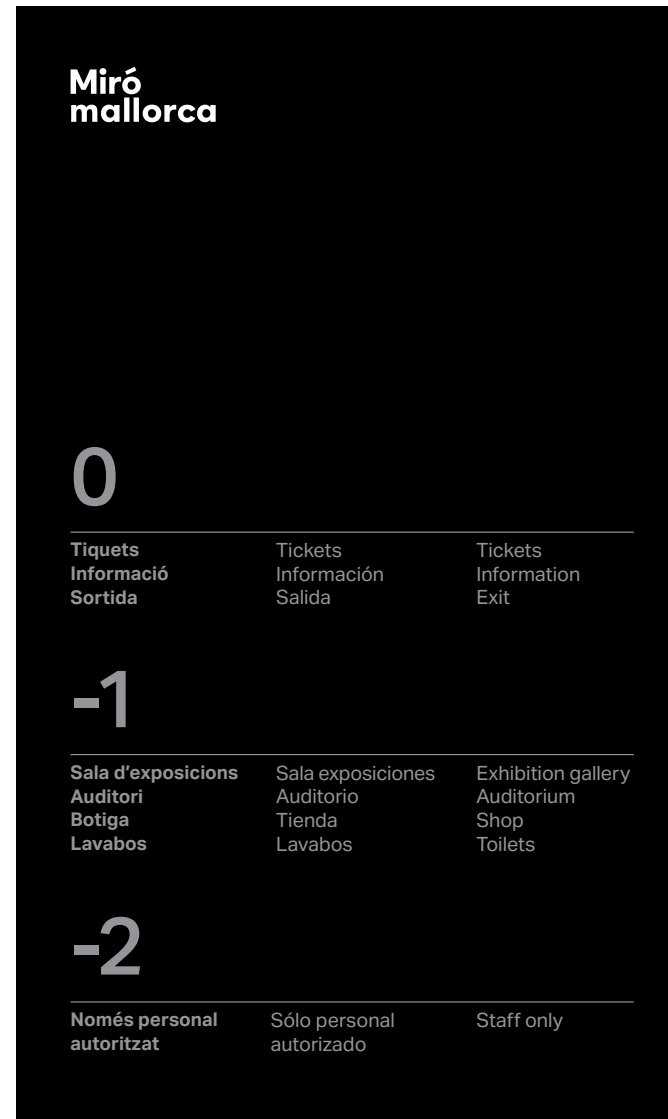 Miró
mallorca
0
Tiquets Tickets Tickets
Informació Información Information
Sortida Salida Exit
-1
Sala d’exposicions Sala exposiciones Exhibition gallery
Auditori Auditorio Auditorium
Botiga Tienda Shop
Lavabos Lavabos Toilets
-2
Només personal Sólo personal Staff only
autoritzat autorizado